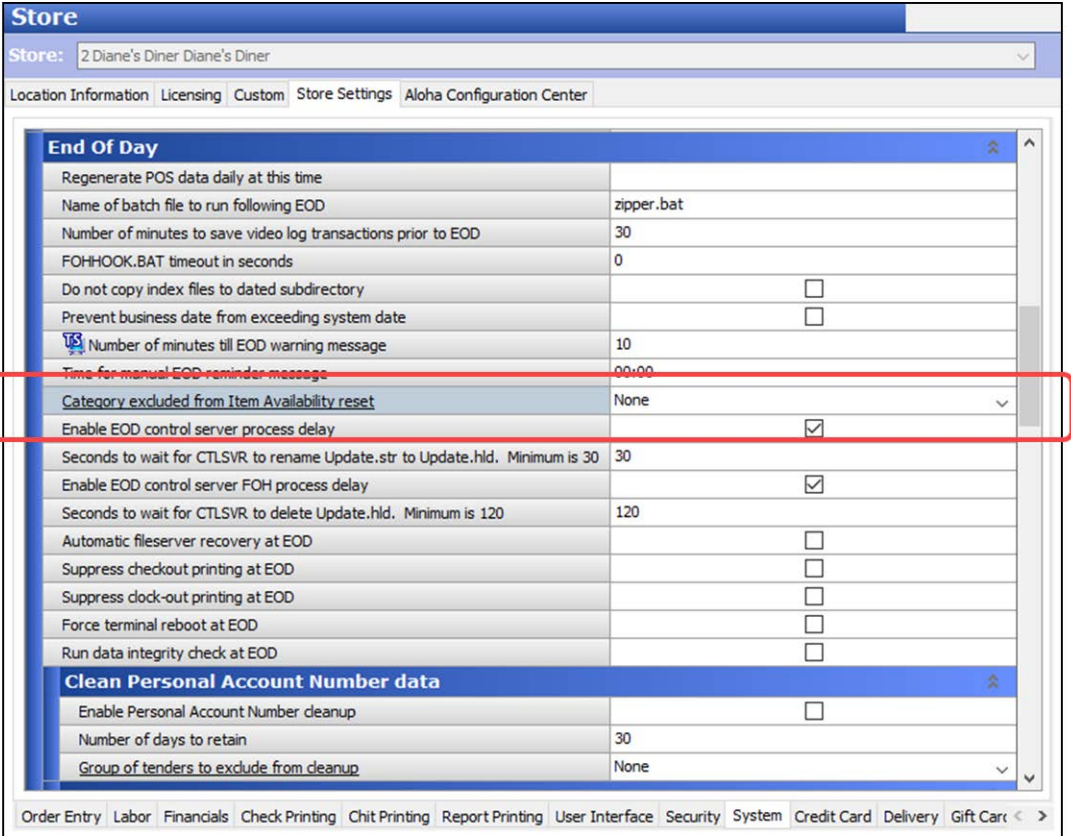 Store
Store: 2 Diane's Diner Diane's Diner
Location Information Licensing Custom Store Settings Aloha Configuration Center
End Of Day
Regenerate POS data daily at this time
Name of batch file to run following EOD zipper.bat
Number of minutes to save video log transactions prior to EOD 30
FOHHOOK.BAT timeout in seconds 0
Do not copy index files to dated subdirectory
Prevent business date from exceeding system date
TS Number of minutes till EOD warning message 10
Time for manual EOD reminder message 00:00
Category excluded from Item Availability reset None
Enable EOD control server process delay
Seconds to wait for CTLSVR to rename Update.str to Update.hld. Minimum is 30 30
Enable EOD control server FOH process delay
Seconds to wait for CTLSVR to delete Update.hld. Minimum is 120 120
Automatic fileserver recovery at EOD
Suppress checkout printing at EOD
Suppress clock-out printing at EOD
Force terminal reboot at EOD
Run data integrity check at EOD
Clean Personal Account Number data
Enable Personal Account Number cleanup
Number of days to retain 30
Group of tenders to exclude from cleanup None
Order Entry Labor Financials Check Printing Chit Printing Report Printing User Interface Security System Credit Card Delivery Gift Card